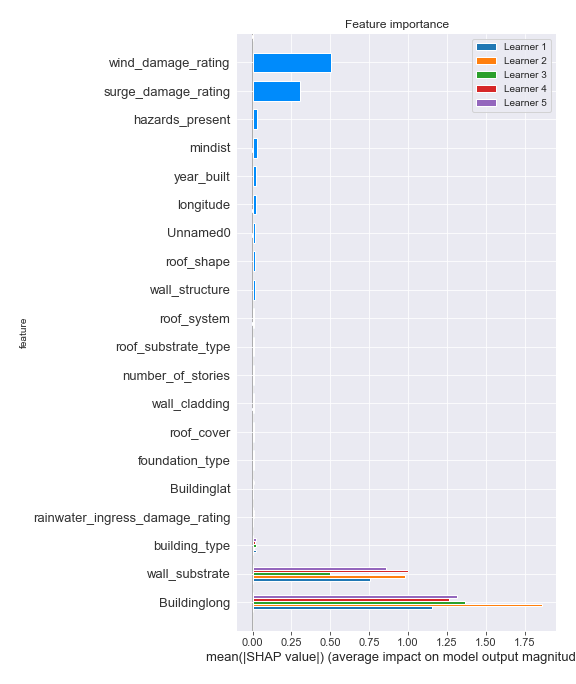 Feature importance
Learner 1
Learner 2
Learner 3
Learner 4
Learner 5
wind_damage_rating
surge_damage_rating
hazards_present
mindist
year_built
longitude
Unnamed0
roof_shape
wall_structure
roof_system
roof_substrate_type
number_of_stories
wall_cladding
roof_cover
foundation_type
Buildinglat
rainwater_ingress_damage_rating
building_type
wall_substrate
Buildinglong
feature
0.00 0.25 0.50 0.75 1.00 1.25 1.50 1.75
mean(|SHAP value|) (average impact on model output magnitud